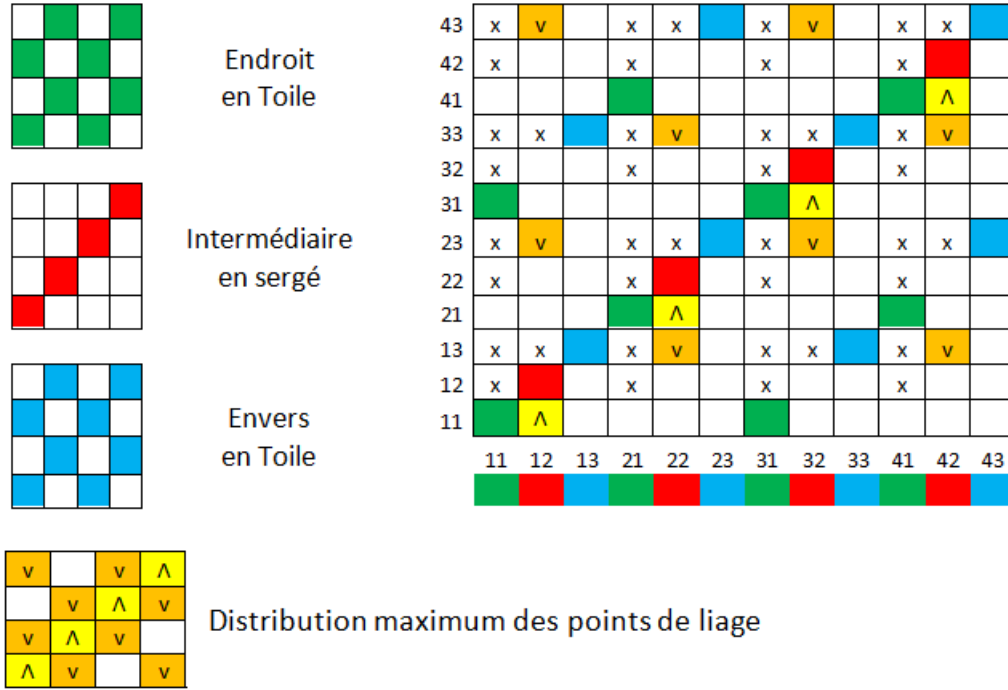 Endroit
en Toile
Intermédiaire
en sergé
Envers
en Toile
43 x v x x x v x x
42 x x x x
41 Λ
33 x x x v x x x v
32 x x x x
31 Λ
23 x v x x x v x x
22 x x x x
21 Λ
13 x x x v x x x v
12 x x x x
11 Λ
11 12 13 21 22 23 31 32 33 41 42 43
v v Λ
v Λ v
v Λ v
Λ v v
Distribution maximum des points de liage